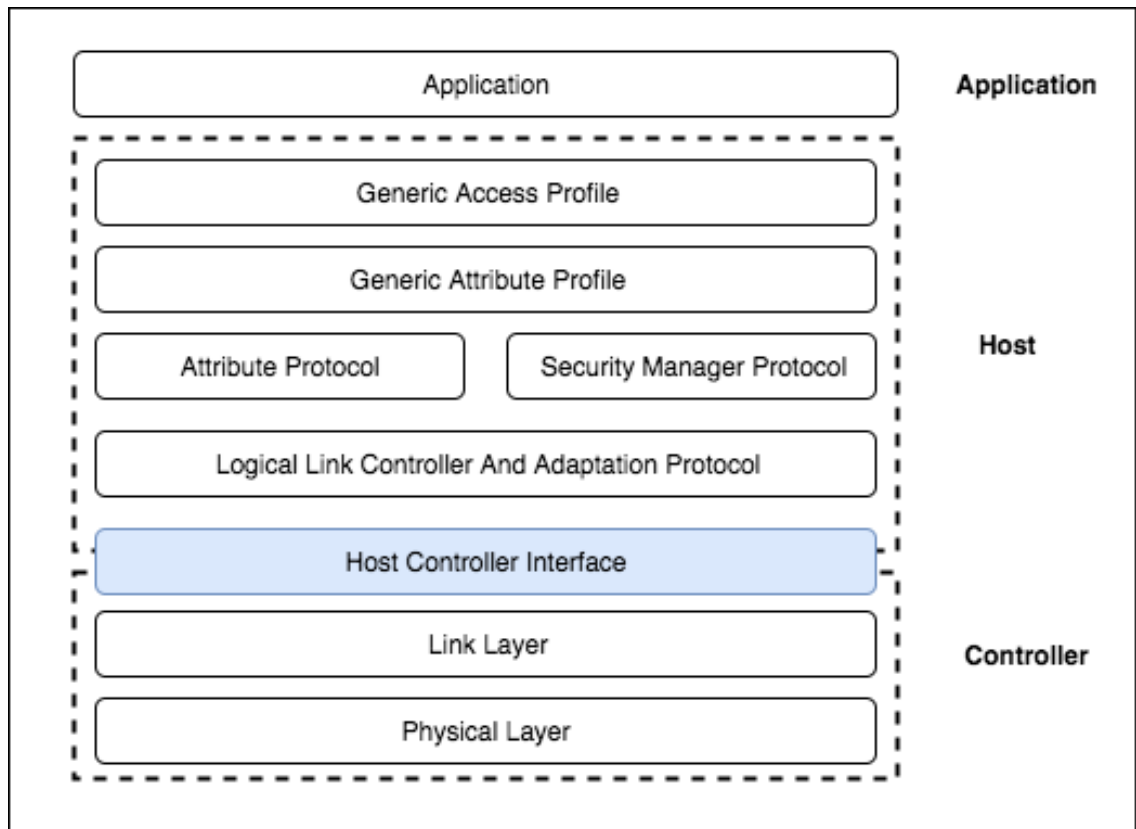 Application
Application
Generic Access Profile
Generic Attribute Profile
Attribute Protocol
Security Manager Protocol
Host
Logical Link Controller And Adaptation Protocol
Host Controller Interface
Link Layer
Controller
Physical Layer